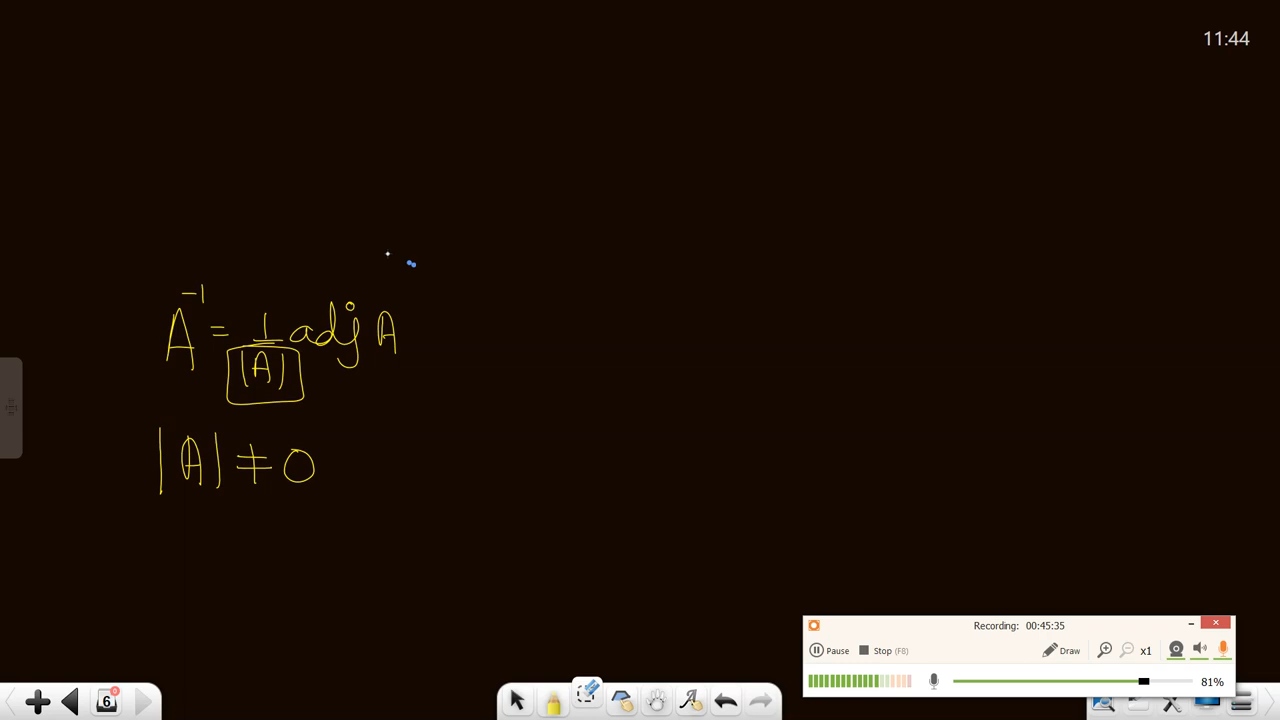 11:44
A⁻¹ = 1/|A| adj A
|A| ≠ 0
Recording: 00:45:35
Pause Stop (F8) Draw x1
81%
6